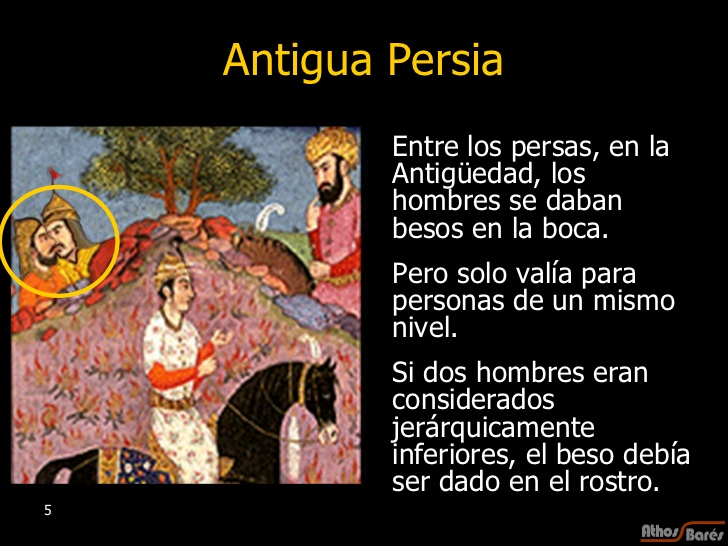 Antigua Persia
Entre los persas, en la
Antigüedad, los
hombres se daban
besos en la boca.
Pero solo valía para
personas de un mismo
nivel.
Si dos hombres eran
considerados
jerárquicamente
inferiores, el beso debía
ser dado en el rostro.
5
Athos Barés